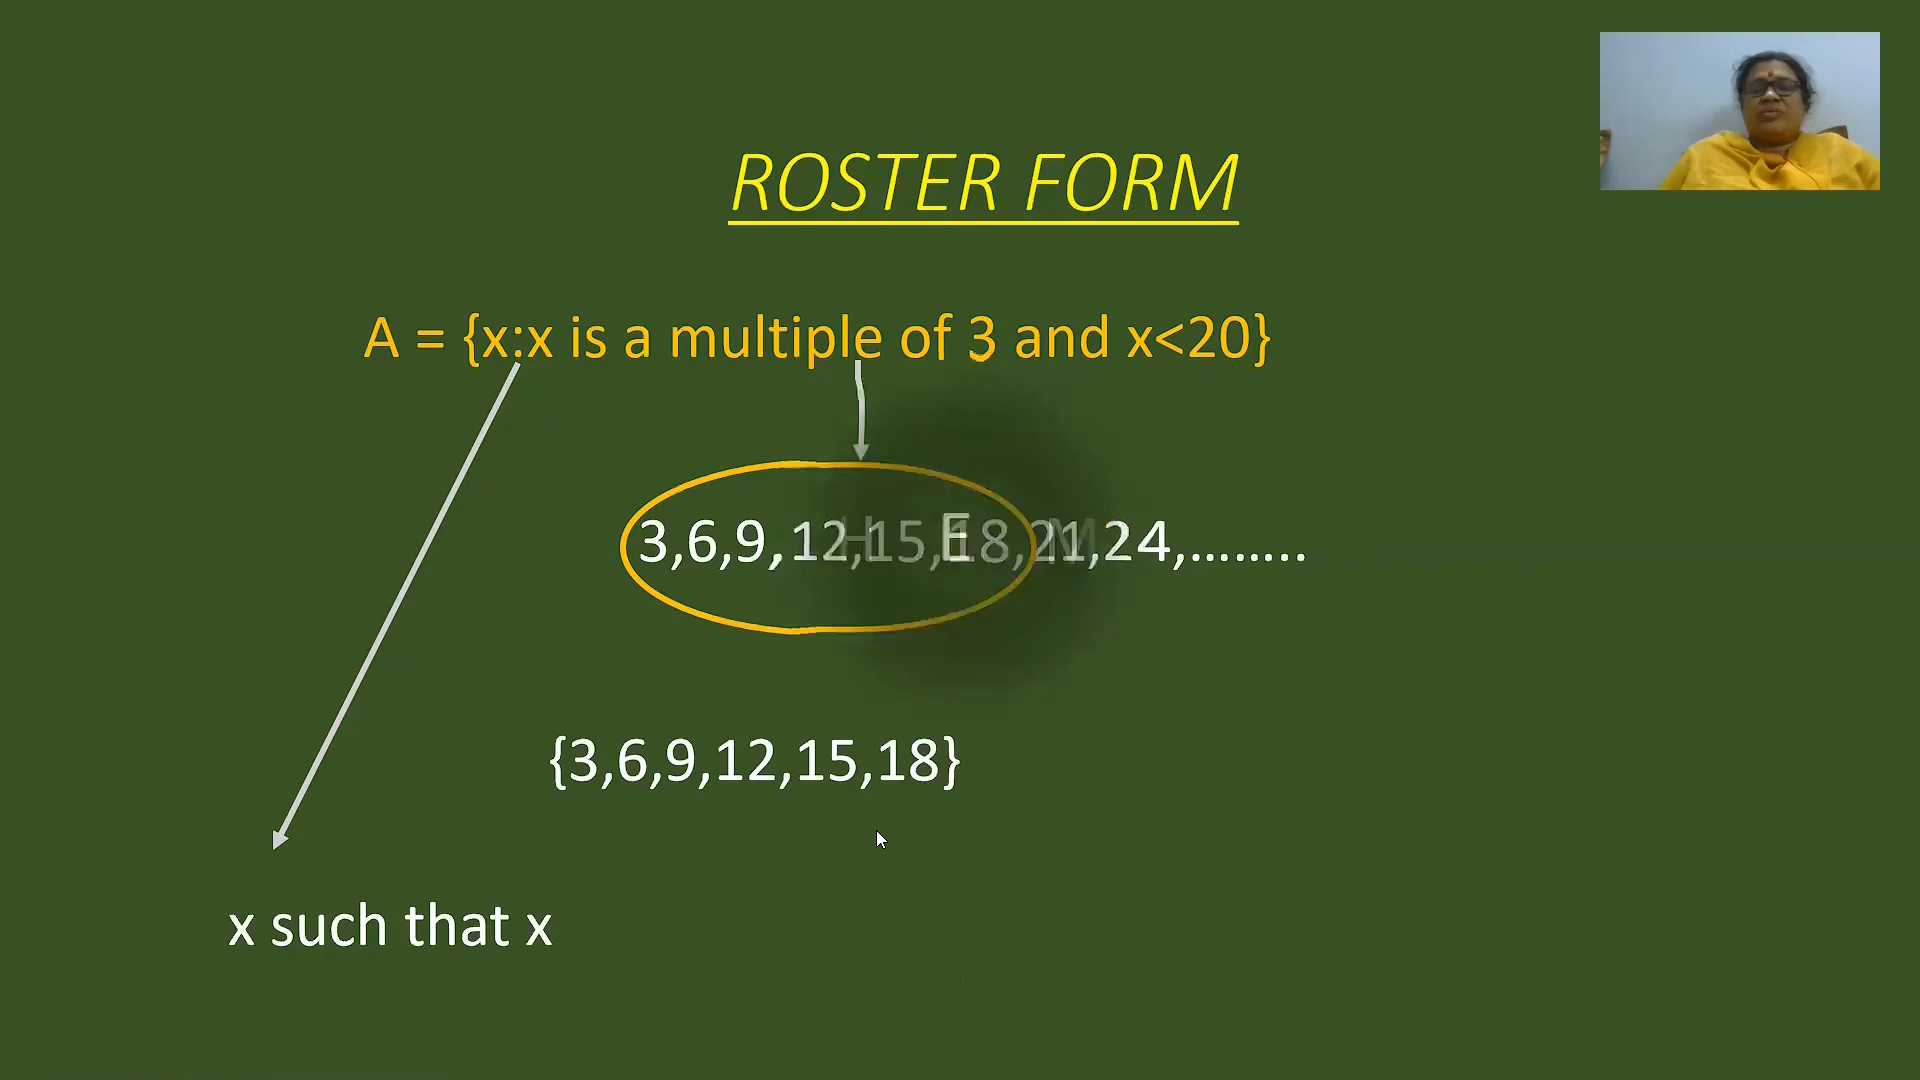 ROSTER FORM
A = {x:x is a multiple of 3 and x<20}
3,6,9,12,15,18,21,24,........
{3,6,9,12,15,18}
x such that x